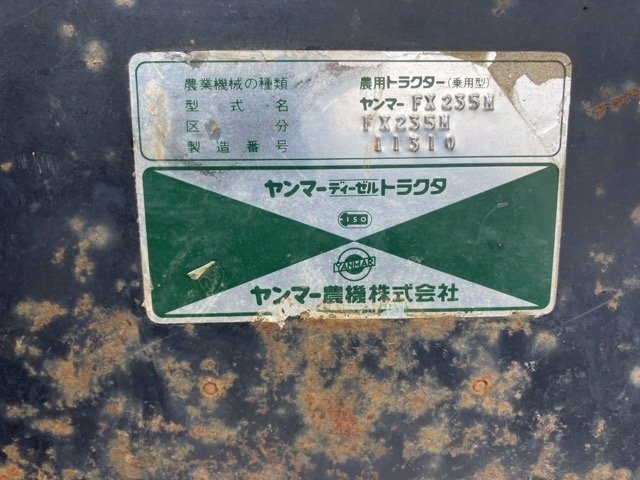 農業機械の種類 農用トラクター(乗用型)
型式名 ヤンマー FX235M
区分 FX235M
製造番号 11310
ヤンマーディーゼルトラクタ
ISO
YANMAR
ヤンマー農機株式会社